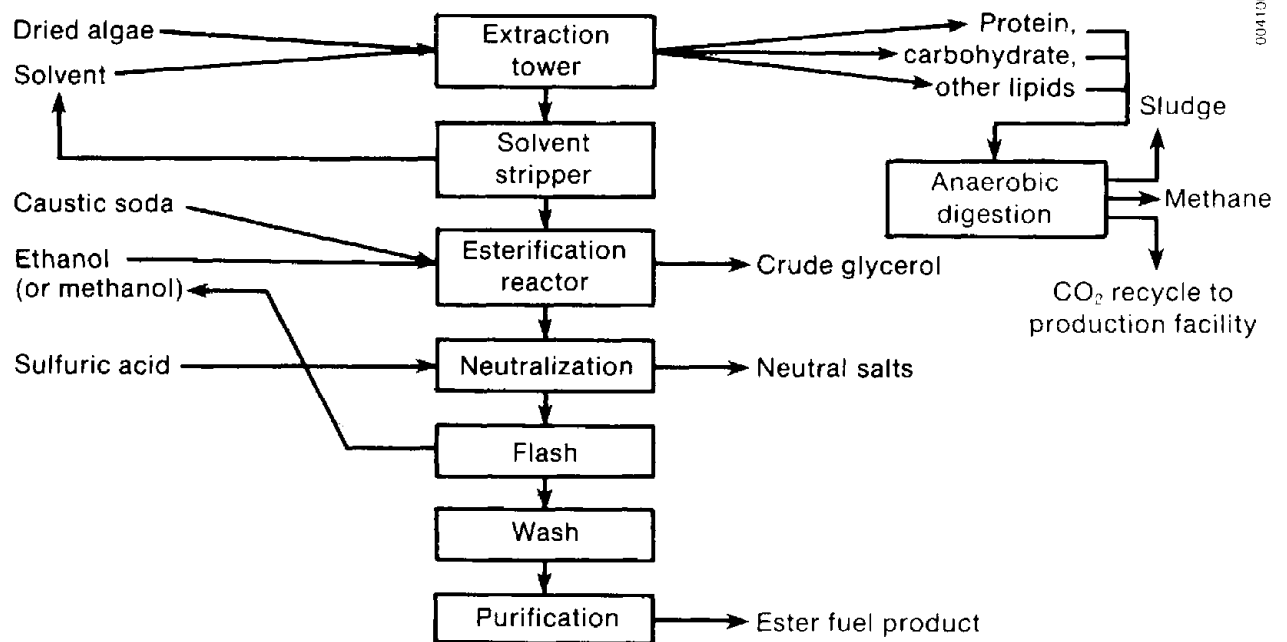 Dried algae
Solvent
Extraction
tower
Protein,
carbohydrate,
other lipids
Solvent
stripper
Sludge
Anaerobic
digestion
Methane
CO₂ recycle to
production facility
Caustic soda
Ethanol
(or methanol)
Esterification
reactor
Crude glycerol
Sulfuric acid
Neutralization
Neutral salts
Flash
Wash
Purification
Ester fuel product